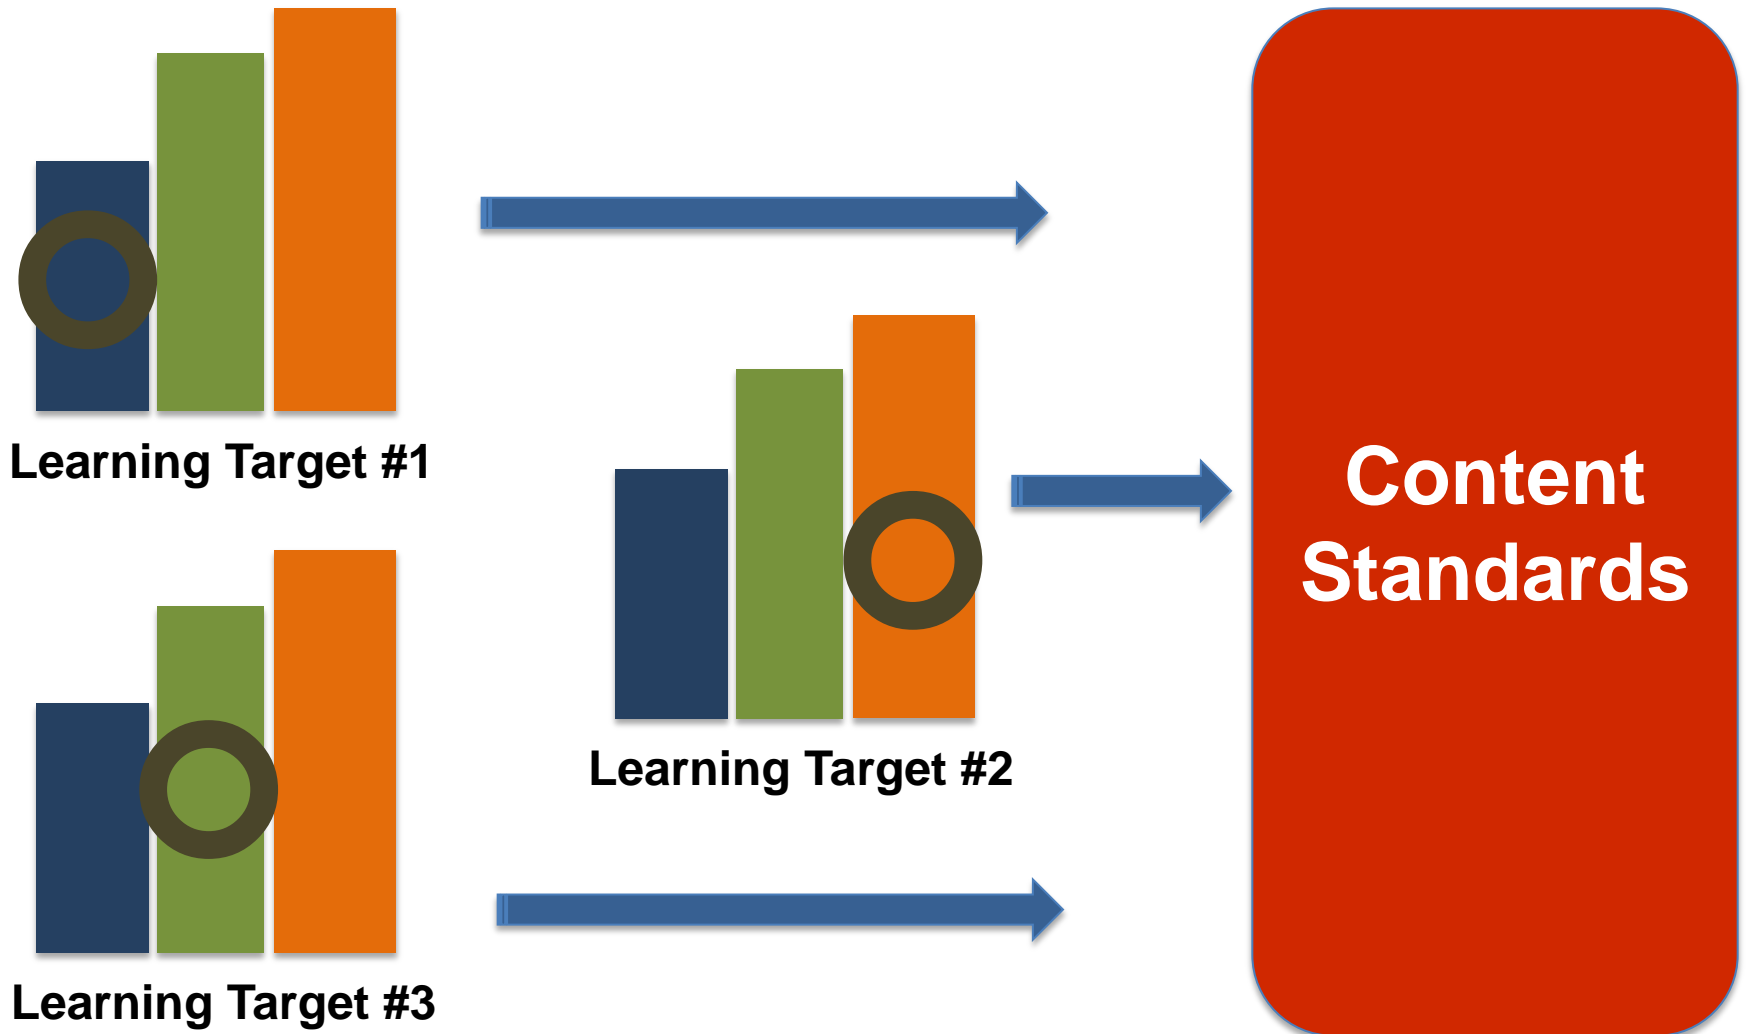 Learning Target #1
Content
Standards
Learning Target #2
Learning Target #3